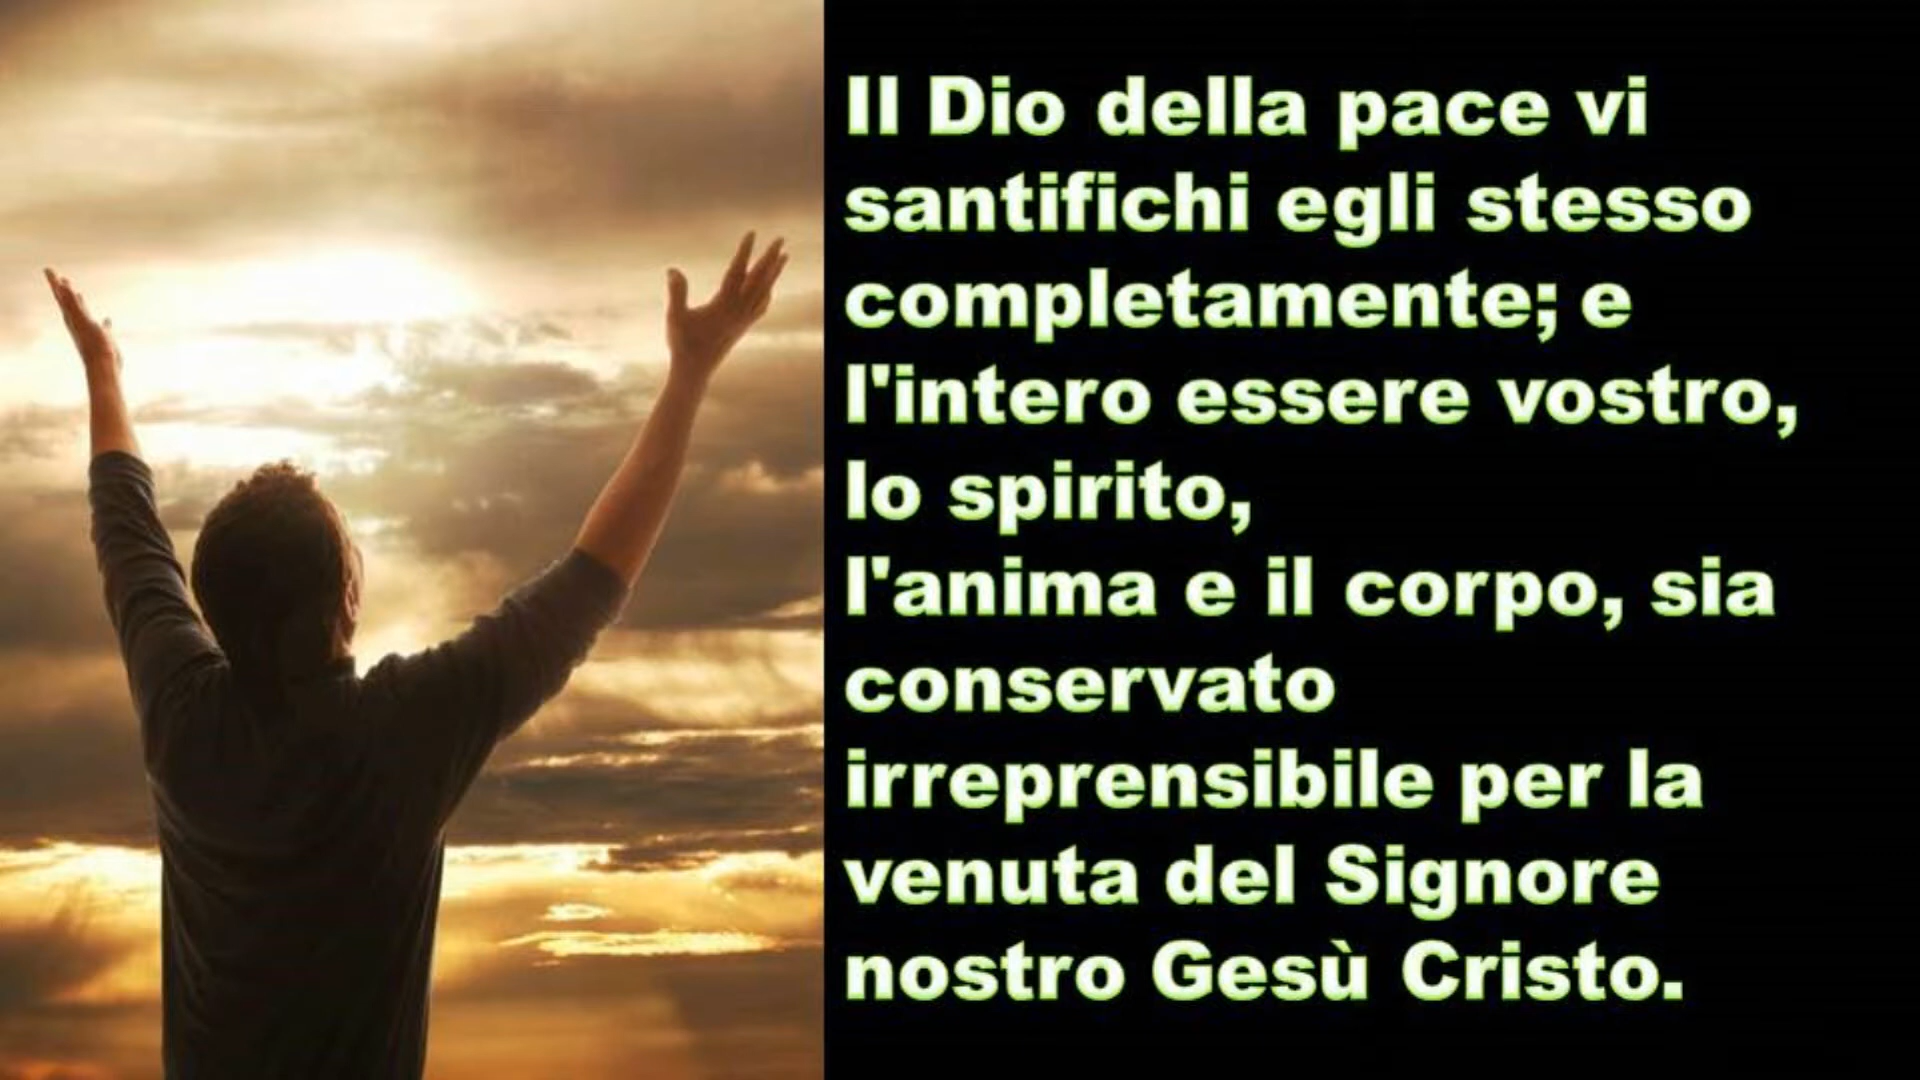 Il Dio della pace vi
santifichi egli stesso
completamente; e
l'intero essere vostro,
lo spirito,
l'anima e il corpo, sia
conservato
irreprensibile per la
venuta del Signore
nostro Gesù Cristo.